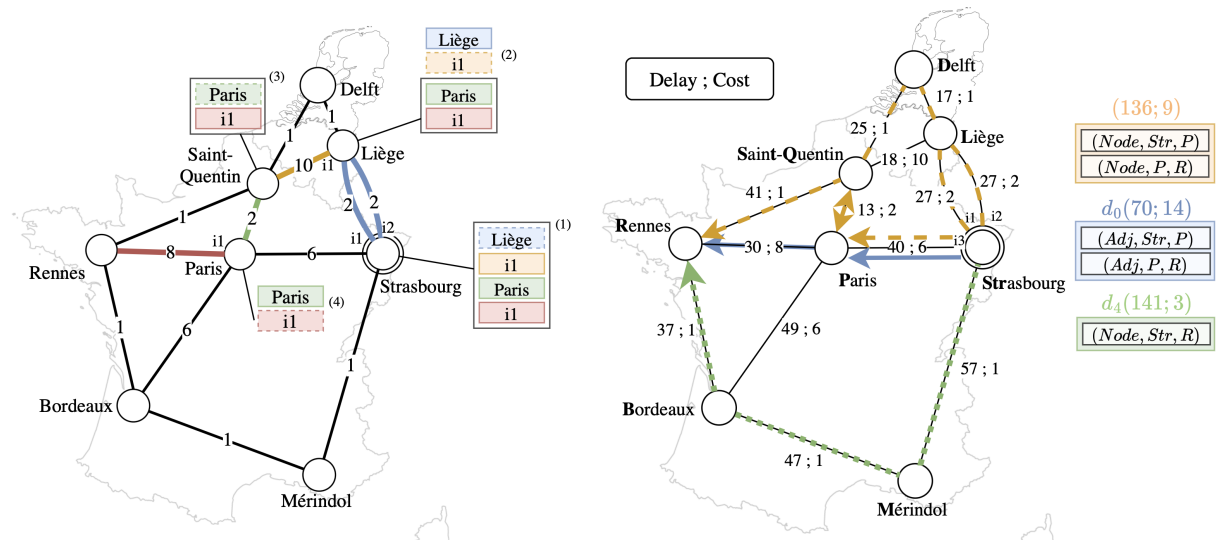 Liège
i1
(2)
Paris
i1
(3)
Paris
i1
Delft
1
1
Saint-
Quentin
10
i1
Liège
2
2
1
2
i1
i1
i2
Rennes
8
Paris
6
Strasbourg
(1)
Liège
i1
Paris
i1
Paris
(4)
i1
1
6
1
Bordeaux
1
Mérindol
Delay ; Cost
Delft
17 ; 1
25 ; 1
Liège
Saint-Quentin
18 ; 10
41 ; 1
27 ; 2
27 ; 2
13 ; 2
i1
i2
i3
Rennes
30 ; 8
40 ; 6
Paris
Strasbourg
37 ; 1
49 ; 6
57 ; 1
Bordeaux
47 ; 1
Mérindol
(136; 9)
(Node, Str, P)
(Node, P, R)
d0(70; 14)
(Adj, Str, P)
(Adj, P, R)
d4(141; 3)
(Node, Str, R)